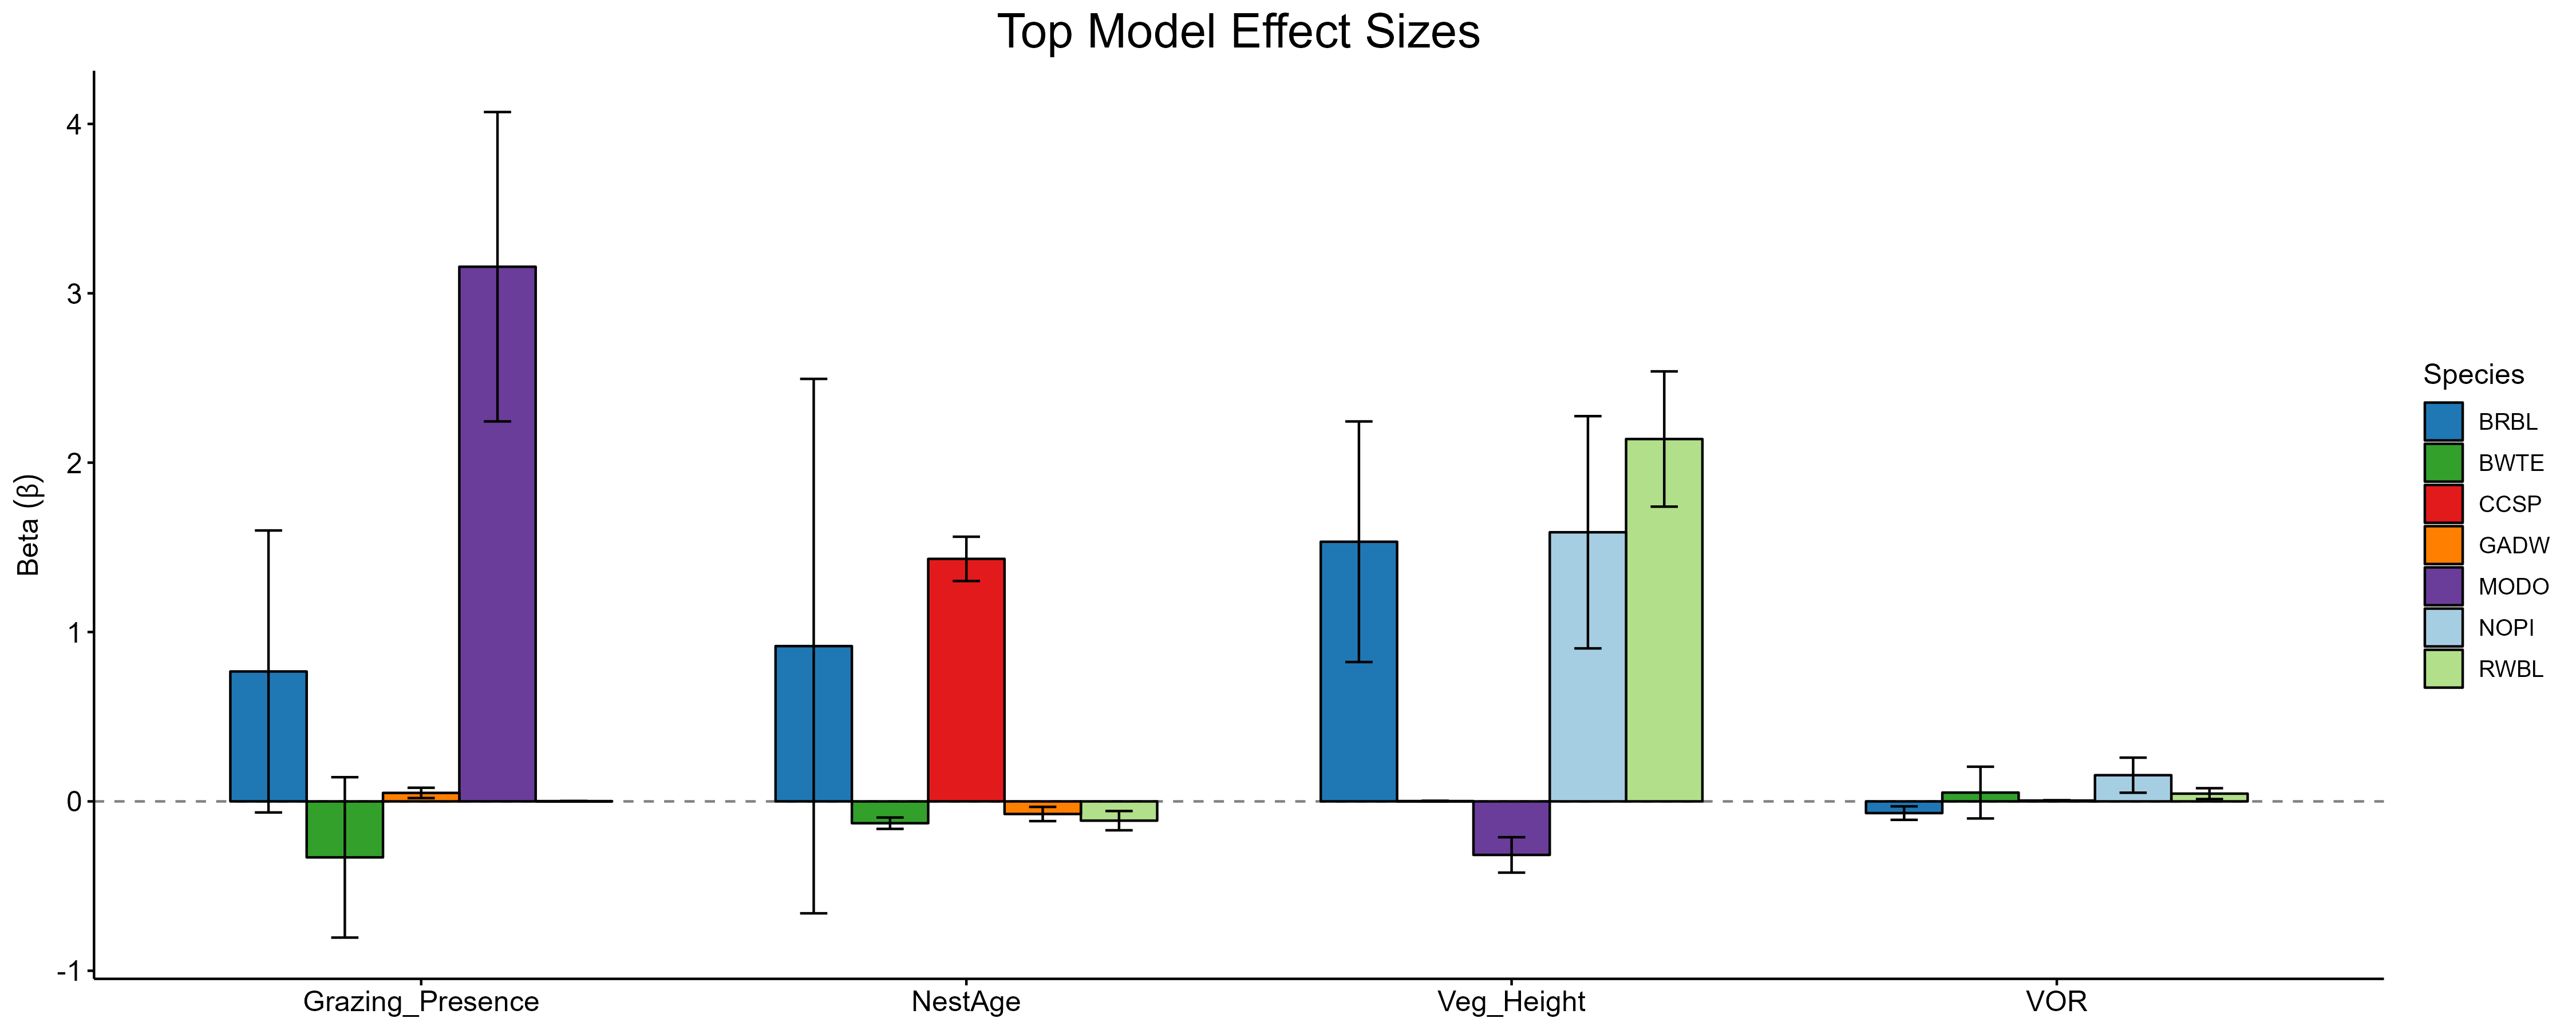 Top Model Effect Sizes
Beta (β)
4
3
2
1
0
-1
Grazing_Presence
NestAge
Veg_Height
VOR
Species
BRBL
BWTE
CCSP
GADW
MODO
NOPI
RWBL